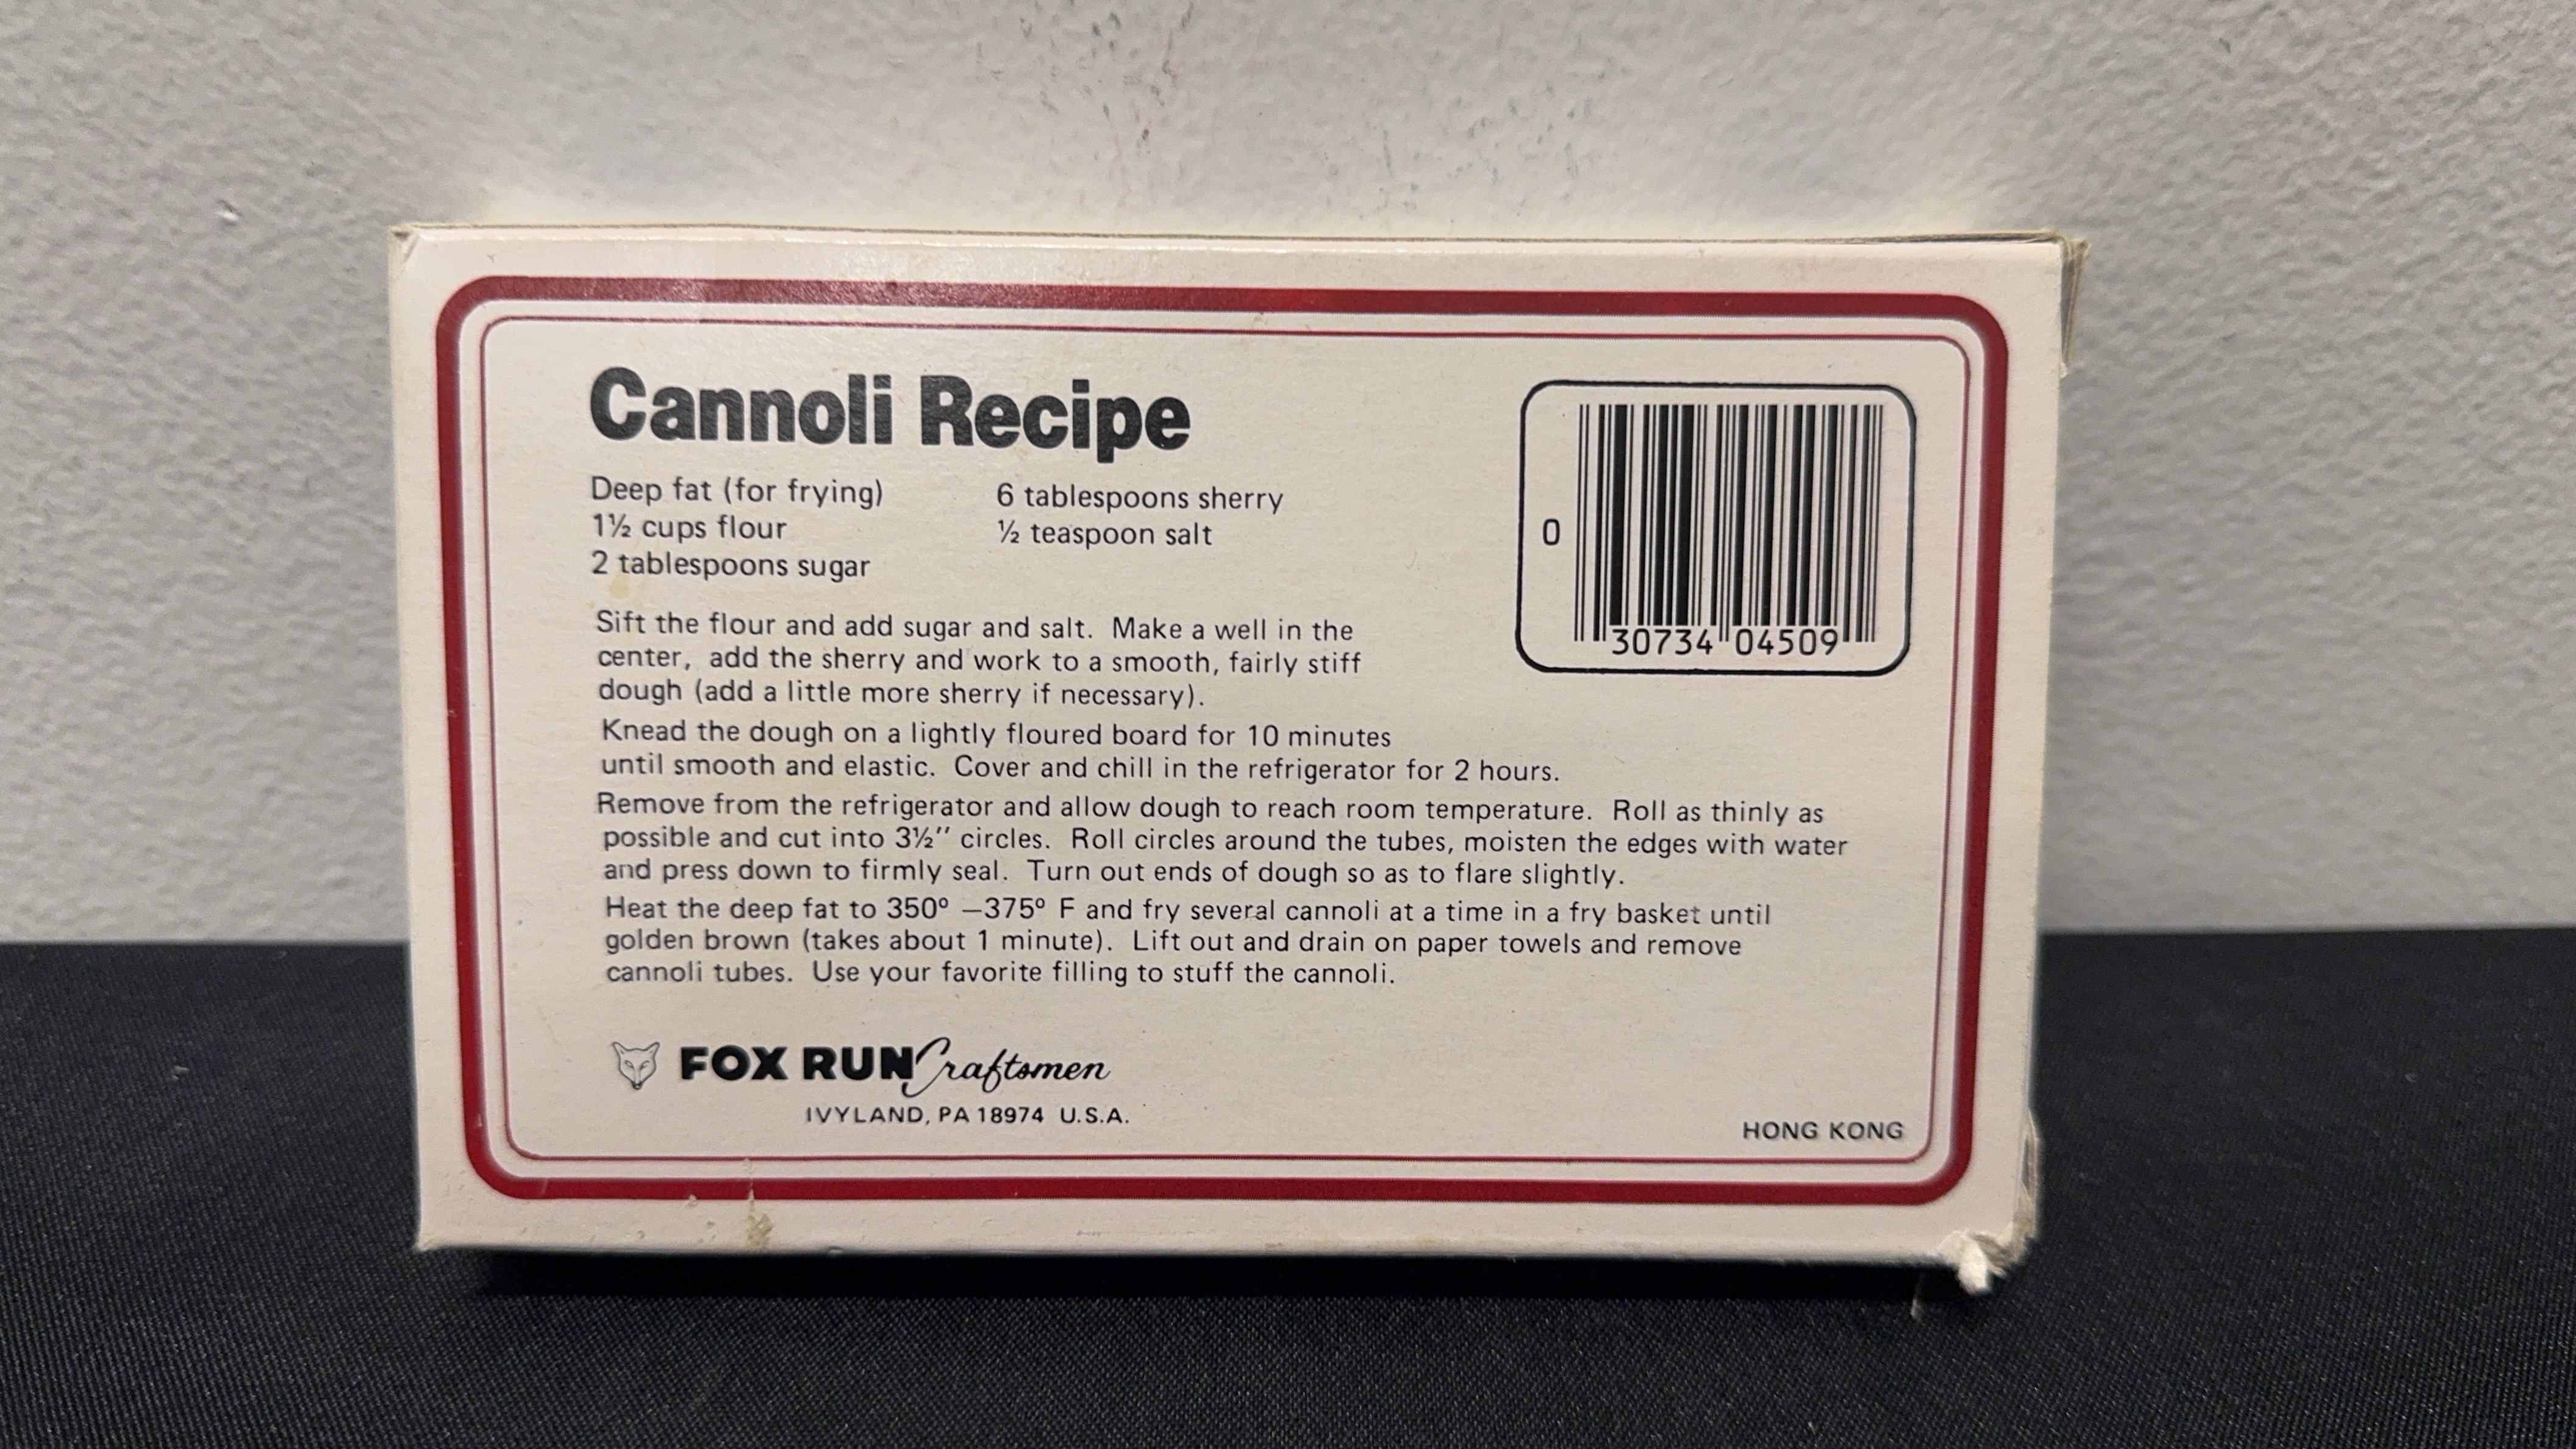 Cannoli Recipe
Deep fat (for frying)
1½ cups flour
2 tablespoons sugar
6 tablespoons sherry
½ teaspoon salt
0
30734 04509
Sift the flour and add sugar and salt. Make a well in the
center, add the sherry and work to a smooth, fairly stiff
dough (add a little more sherry if necessary).
Knead the dough on a lightly floured board for 10 minutes
until smooth and elastic. Cover and chill in the refrigerator for 2 hours.
Remove from the refrigerator and allow dough to reach room temperature. Roll as thinly as
possible and cut into 3½'' circles. Roll circles around the tubes, moisten the edges with water
and press down to firmly seal. Turn out ends of dough so as to flare slightly.
Heat the deep fat to 350º —375º F and fry several cannoli at a time in a fry basket until
golden brown (takes about 1 minute). Lift out and drain on paper towels and remove
cannoli tubes. Use your favorite filling to stuff the cannoli.
FOX RUN Craftsmen
IVYLAND, PA 18974 U.S.A.
HONG KONG